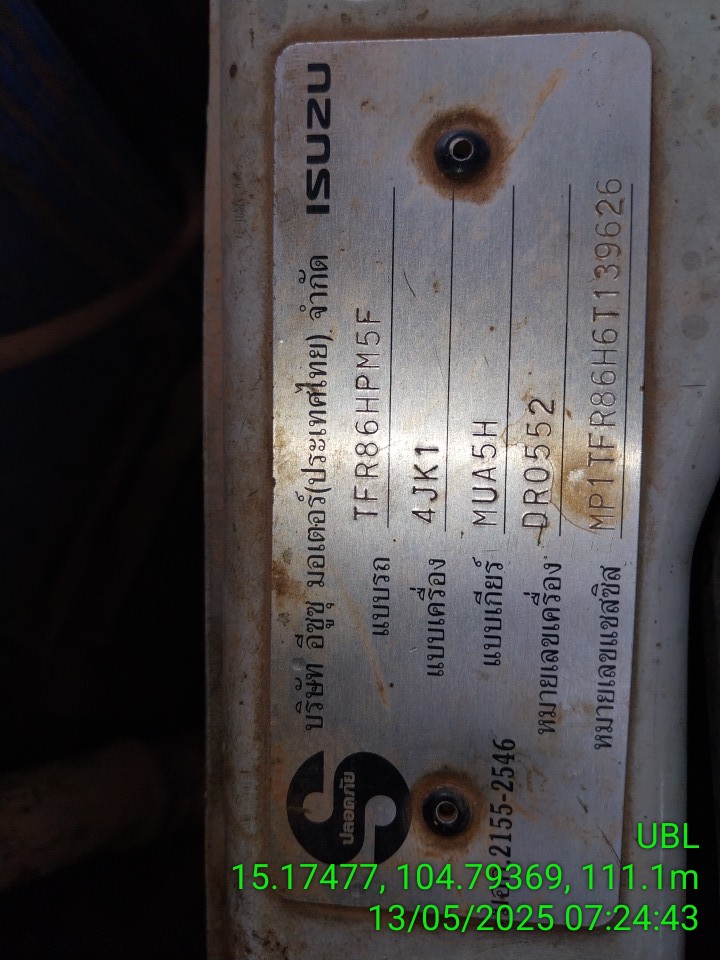 บริษัท อีซูซุ มอเตอร์(ประเทศไทย) จำกัด ISUZU
แบบรถ TFR86HPM5F
แบบเครื่อง 4JK1
แบบเกียร์ MUA5H
หมายเลขเครื่อง DR0552
หมายเลขแชสซิส MP1TFR86H6T139626
ปลอดภัย
2155-2546
UBL
15.17477, 104.79369, 111.1m
13/05/2025 07:24:43